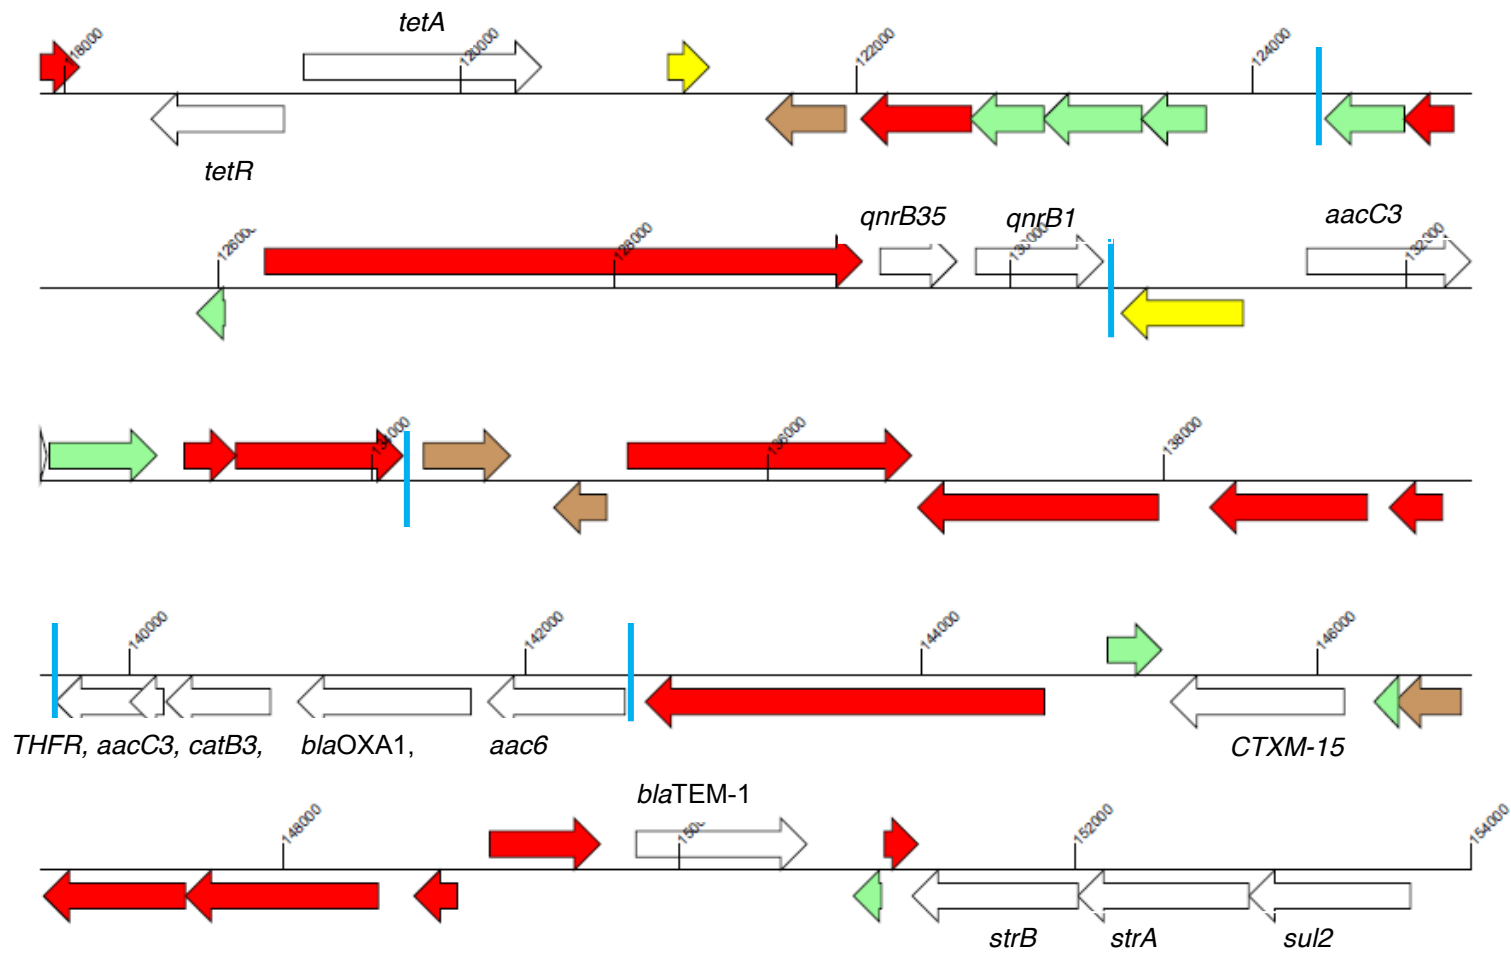 tetA
118000 120000 122000 124000
tetR
qnrB35 qnrB1 aacC3
128000 132000
134000 136000 138000
140000 142000 144000 146000
THFR, aacC3, catB3, blaOXA1, aac6 CTXM-15
blaTEM-1
148000 152000 154000
strB strA sul2